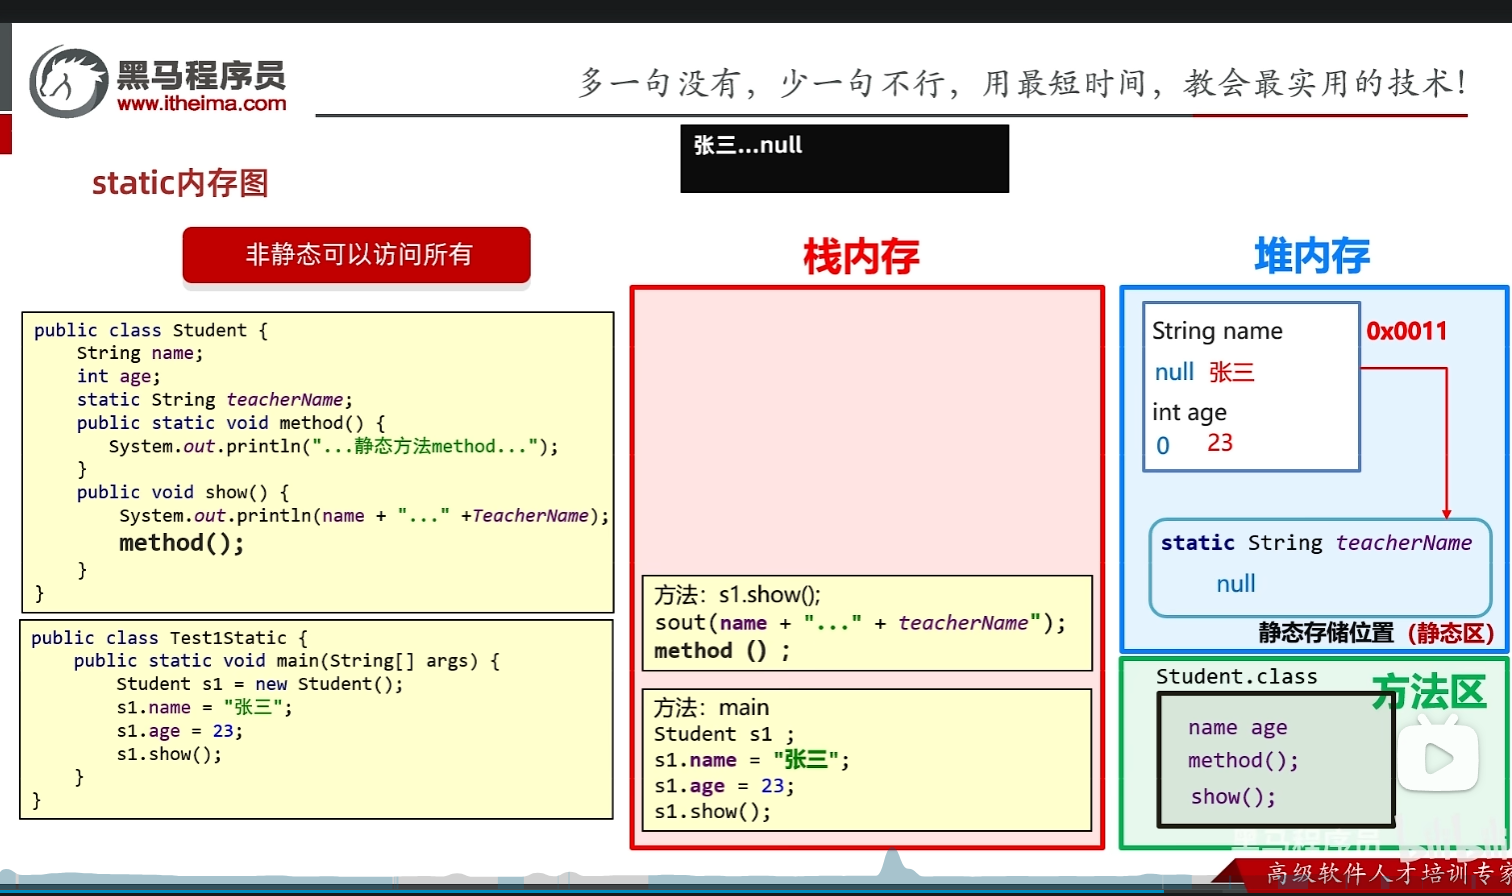 黑马程序员
www.itheima.com
多一句没有，少一句不行，用最短时间，教会最实用的技术！
张三...null
static内存图
非静态可以访问所有
栈内存
堆内存
public class Student {
String name;
int age;
static String teacherName;
public static void method() {
System.out.println("...静态方法method...");
}
public void show() {
System.out.println(name + "..." +TeacherName);
method();
}
}
public class Test1Static {
public static void main(String[] args) {
Student s1 = new Student();
s1.name = "张三";
s1.age = 23;
s1.show();
}
}
方法：s1.show();
sout(name + "..." + teacherName");
method () ;
方法：main
Student s1 ;
s1.name = "张三";
s1.age = 23;
s1.show();
String name
0x0011
null 张三
int age
0 23
static String teacherName
null
静态存储位置（静态区）
Student.class
方法区
name age
method();
show();
黑马程序员
高级软件人才培训专家